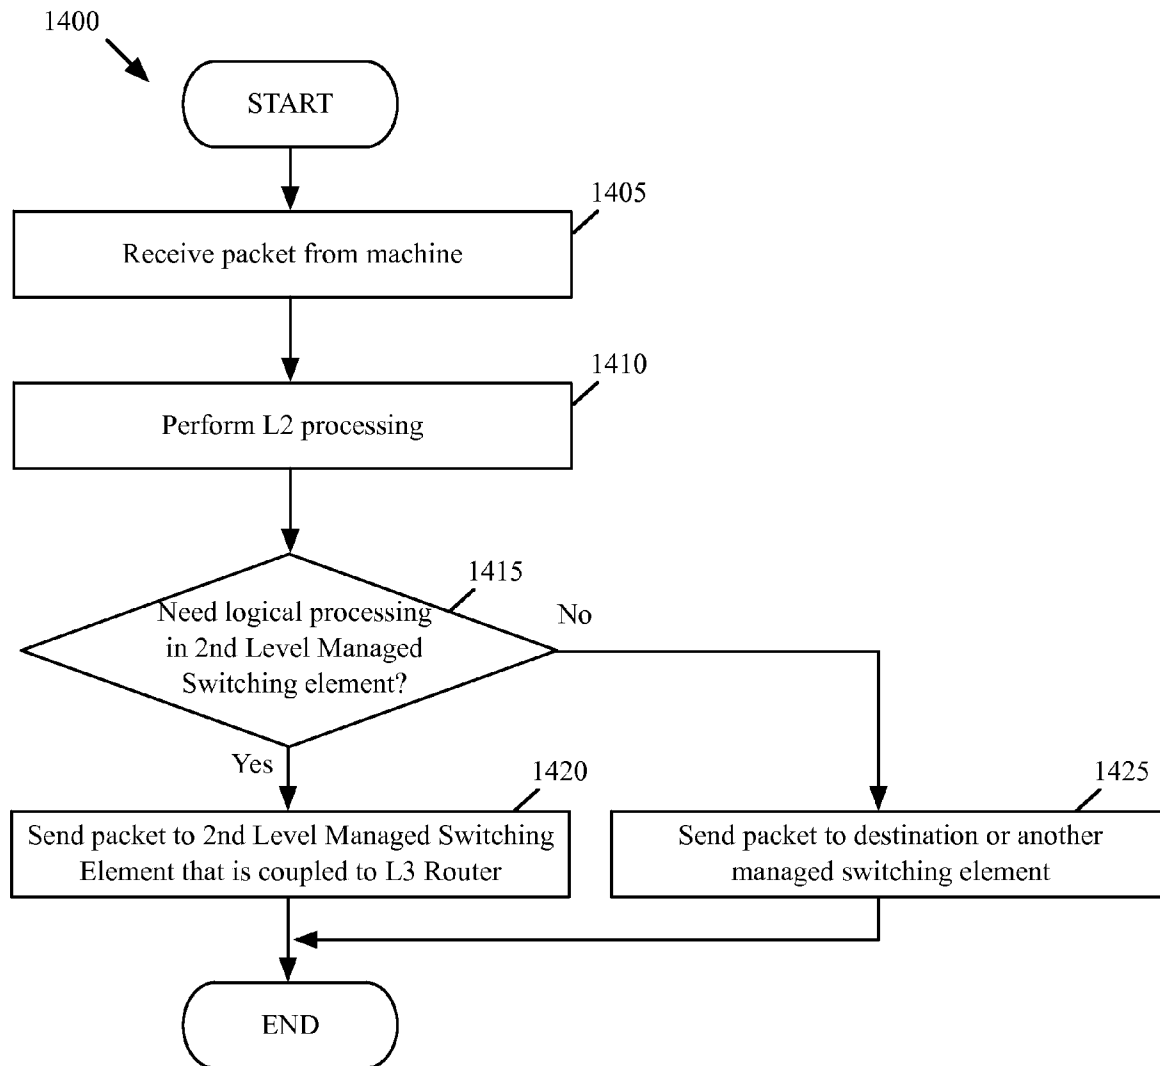 1400
START
1405
Receive packet from machine
1410
Perform L2 processing
1415
Need logical processing
in 2nd Level Managed
Switching element?
No
Yes
1420
Send packet to 2nd Level Managed Switching
Element that is coupled to L3 Router
1425
Send packet to destination or another
managed switching element
END